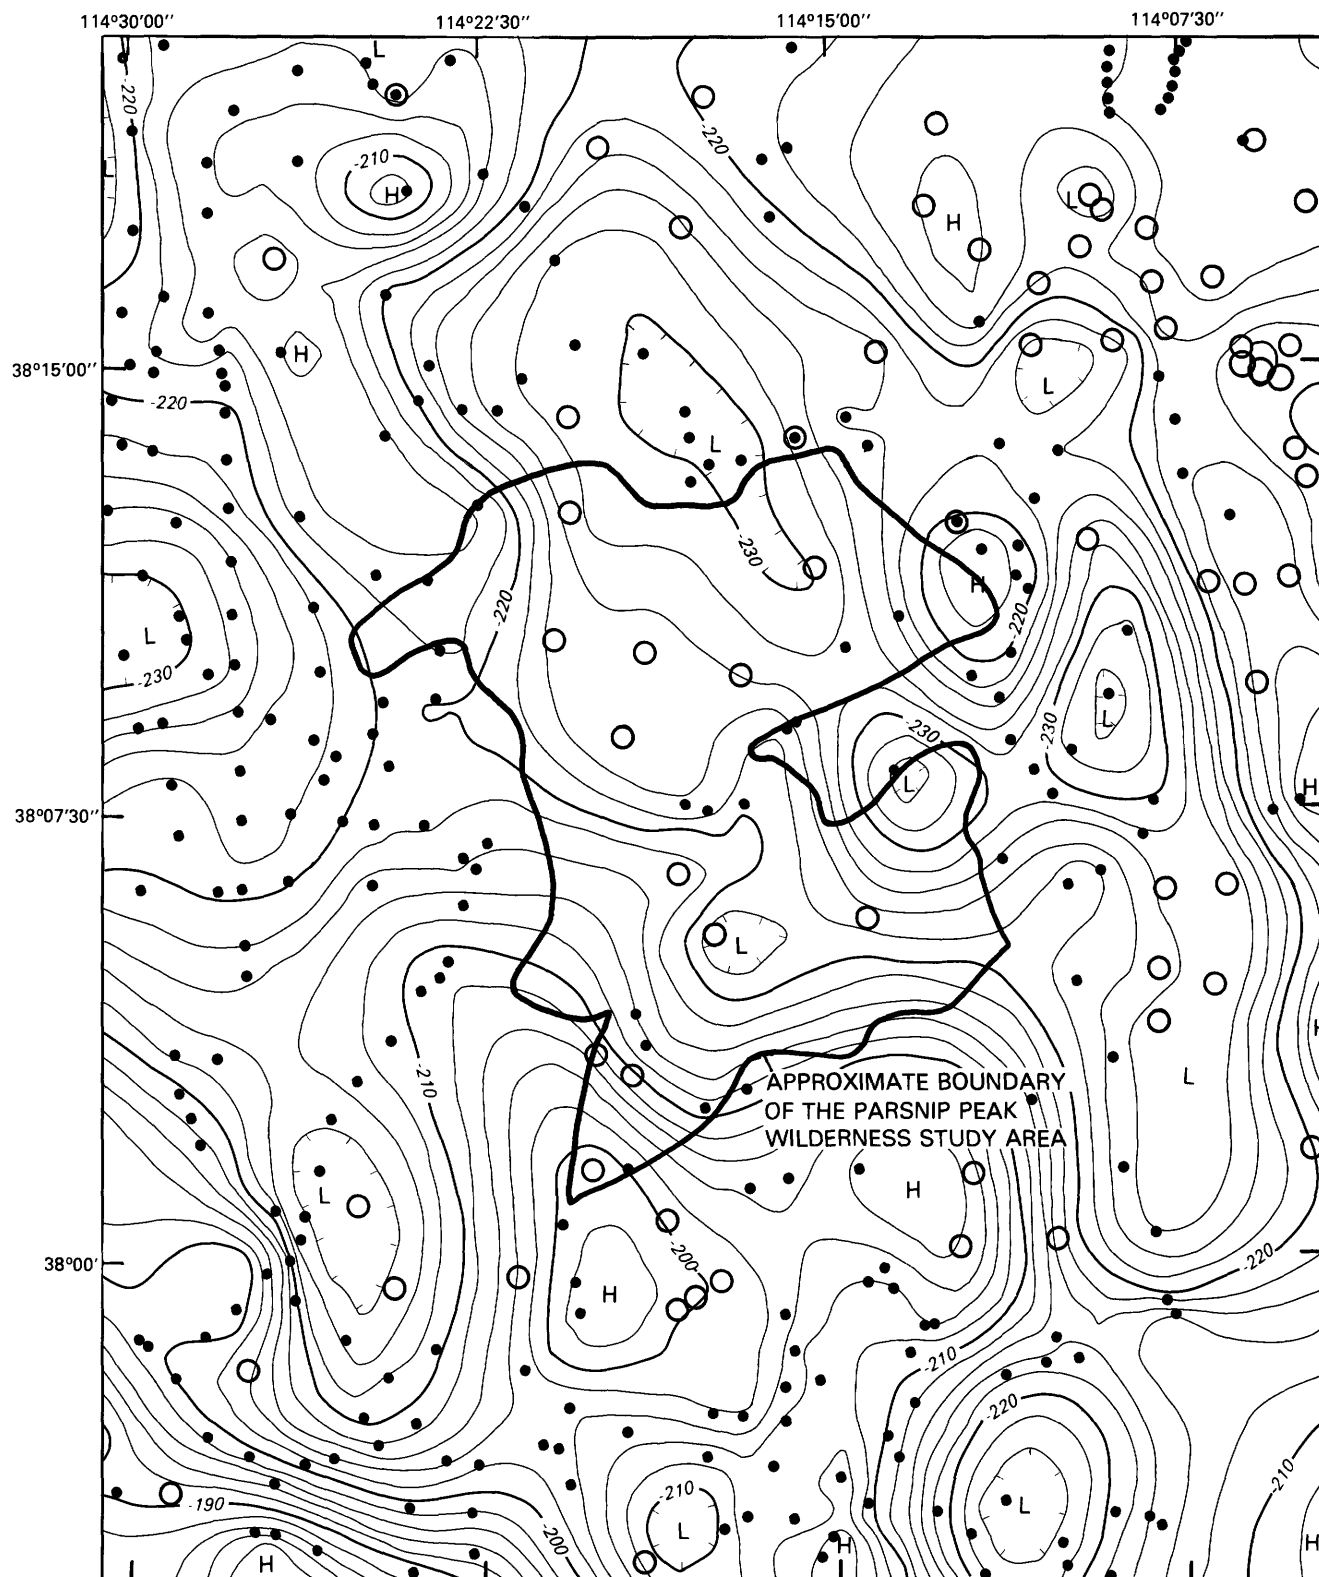 114°30'00" 114°22'30" 114°15'00" 114°07'30"
L
-220
-210
-220
H
L
H
H
38°15'00"
L
-220
L
-230
H
-220
-220
L
-230
L
-230
-230
L
H
38°07'30"
L
H
L
-210
APPROXIMATE BOUNDARY
OF THE PARSNIP PEAK
WILDERNESS STUDY AREA
L
H
-200
-220
38°00'
H
-210
-220
-210
-210
-190
L
L
-200
H
H
H